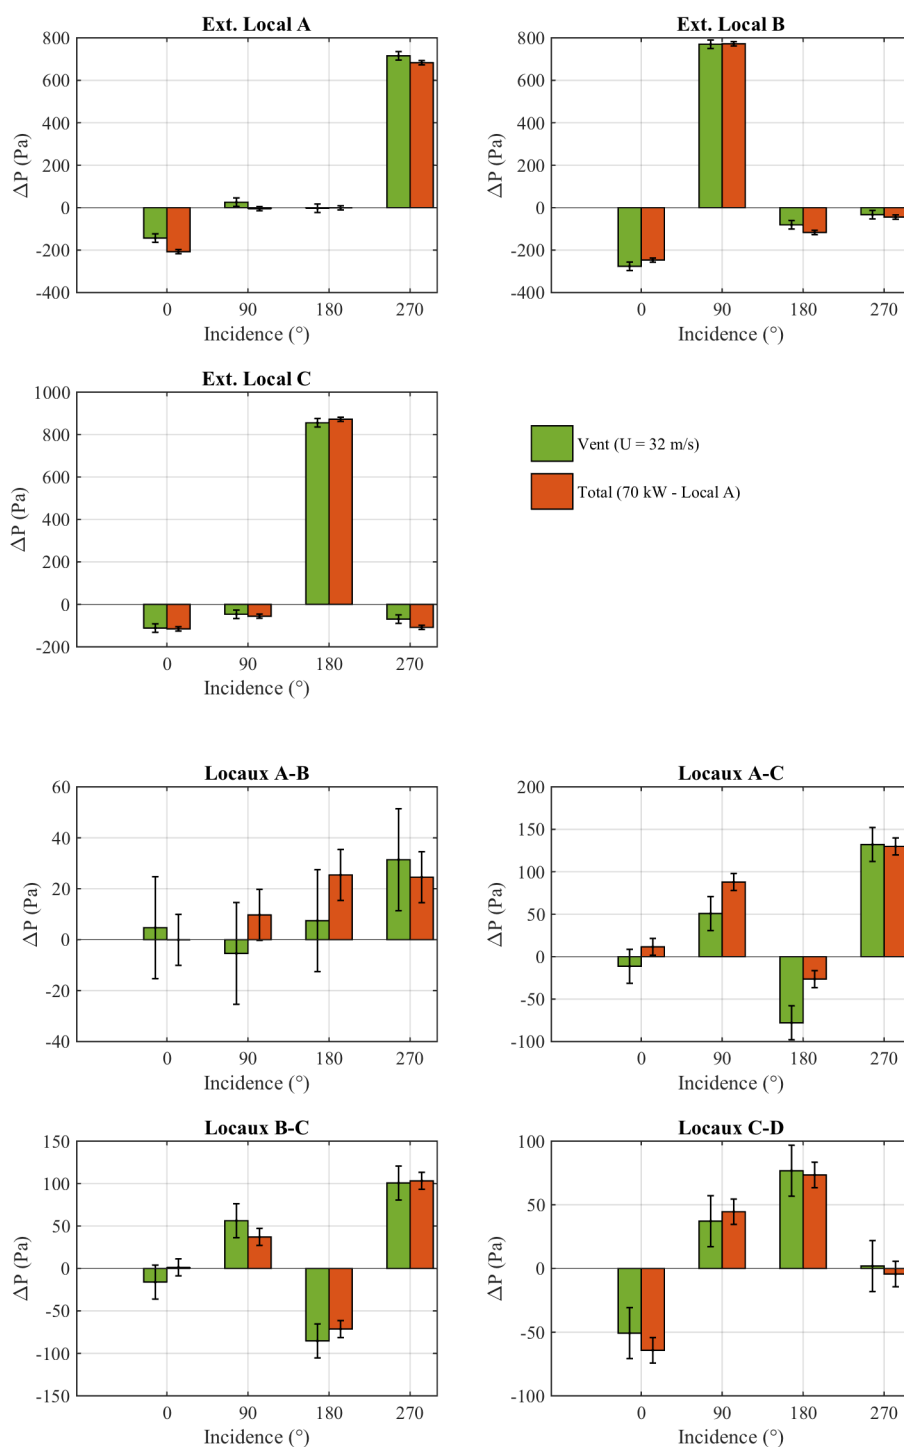 Ext. Local A
800
600
400
200
0
-200
-400
ΔP (Pa)
0 90 180 270
Incidence (°)
Ext. Local B
800
600
400
200
0
-200
-400
ΔP (Pa)
0 90 180 270
Incidence (°)
Ext. Local C
1000
800
600
400
200
0
-200
ΔP (Pa)
0 90 180 270
Incidence (°)
Vent (U = 32 m/s)
Total (70 kW - Local A)
Locaux A-B
60
40
20
0
-20
-40
ΔP (Pa)
0 90 180 270
Incidence (°)
Locaux A-C
200
150
100
50
0
-50
-100
ΔP (Pa)
0 90 180 270
Incidence (°)
Locaux B-C
150
100
50
0
-50
-100
-150
ΔP (Pa)
0 90 180 270
Incidence (°)
Locaux C-D
100
50
0
-50
-100
ΔP (Pa)
0 90 180 270
Incidence (°)